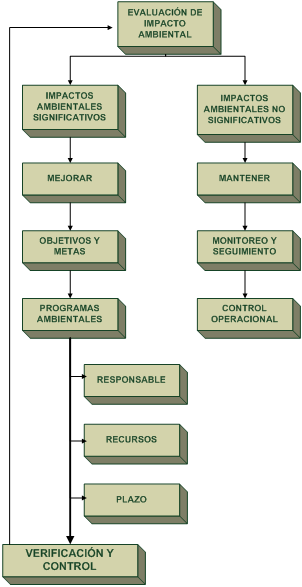 EVALUACIÓN DE
IMPACTO
AMBIENTAL
IMPACTOS
AMBIENTALES
SIGNIFICATIVOS
IMPACTOS
AMBIENTALES NO
SIGNIFICATIVOS
MEJORAR
MANTENER
OBJETIVOS Y
METAS
MONITOREO Y
SEGUIMIENTO
PROGRAMAS
AMBIENTALES
CONTROL
OPERACIONAL
RESPONSABLE
RECURSOS
PLAZO
VERIFICACIÓN Y
CONTROL